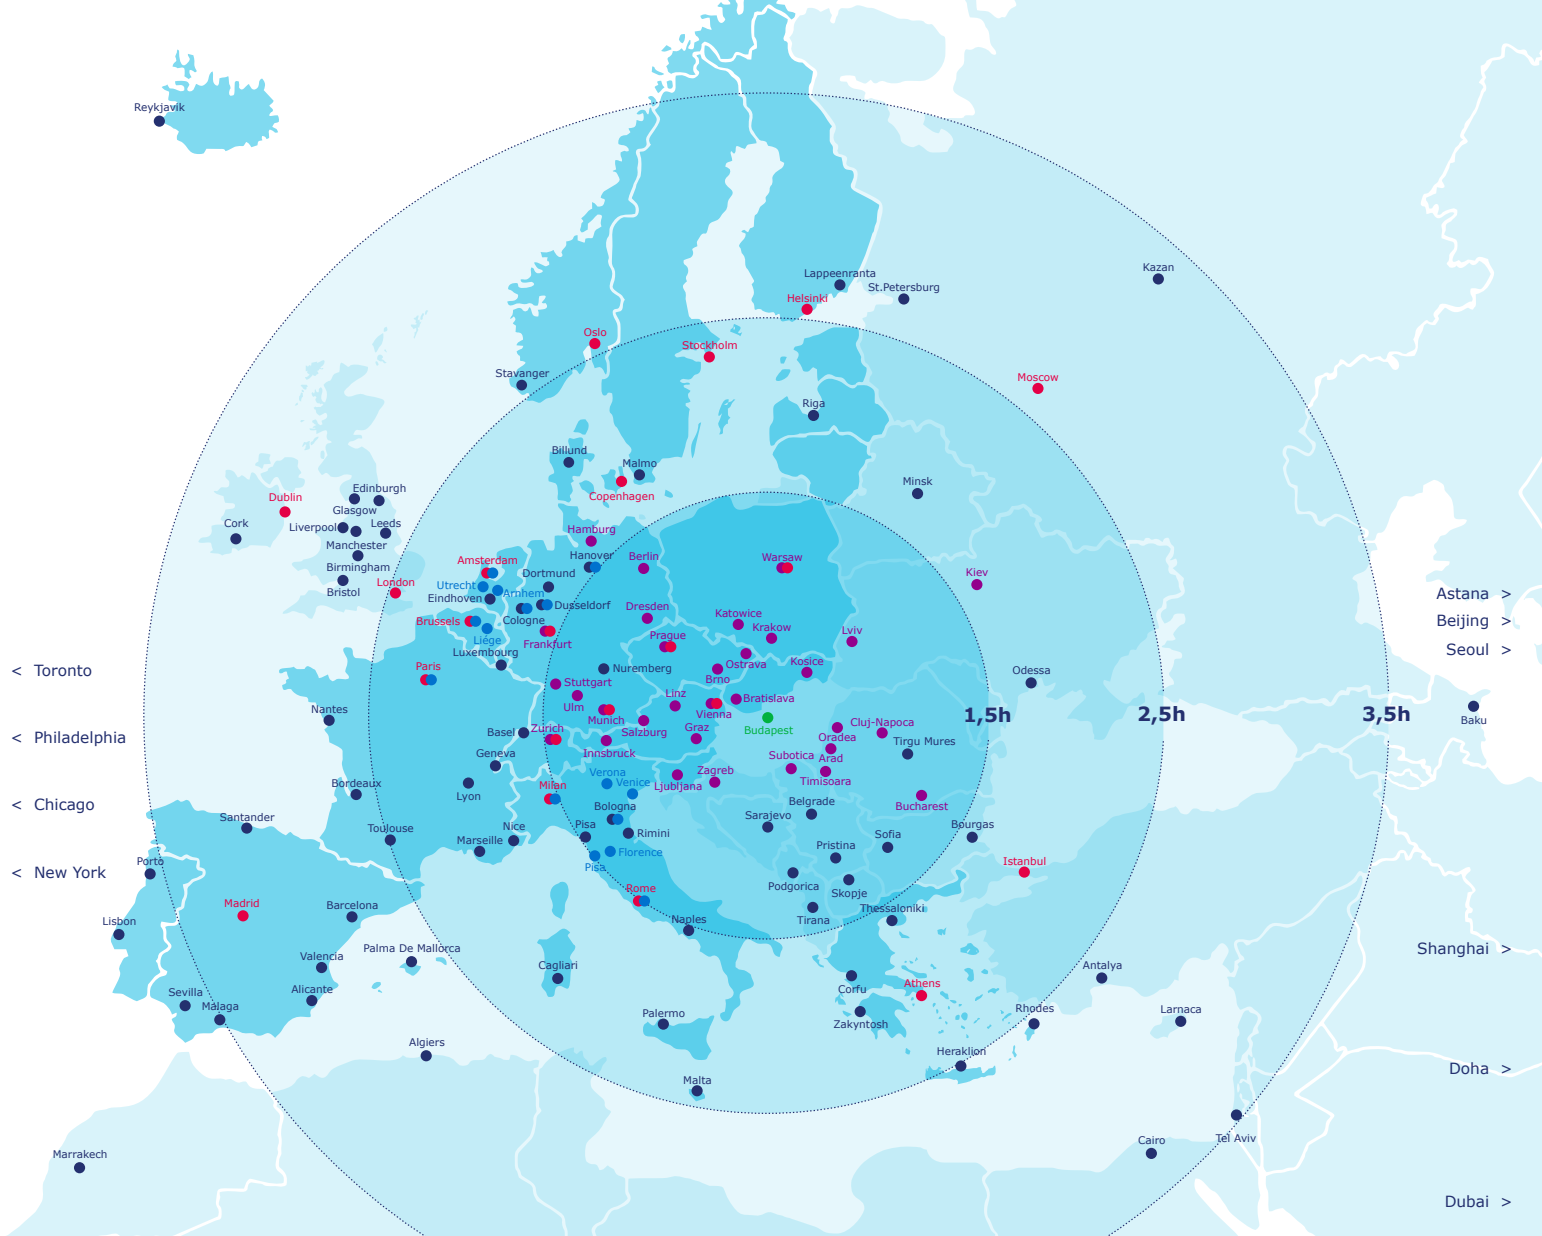 Reykjavik
Kazan
Lappeenranta
St.Petersburg
Helsinki
Oslo
Stockholm
Stavanger
Moscow
Riga
Billund
Malmo
Copenhagen
Minsk
Edinburgh
Dublin
Glasgow
Cork
Liverpool
Leeds
Manchester
Birmingham
Bristol
London
Hamburg
Hanover
Berlin
Warsaw
Amsterdam
Dortmund
Kiev
Utrecht
Arnhem
Eindhoven
Dusseldorf
Cologne
Brussels
Liége
Luxembourg
Frankfurt
Dresden
Katowice
Krakow
Prague
Lviv
Ostrava
Kosice
Brno
Nuremberg
Paris
Odessa
Astana >
Beijing >
Seoul >
< Toronto
Stuttgart
Ulm
Linz
Bratislava
Vienna
Munich
Salzburg
Graz
Budapest
Cluj-Napoca
Oradea
Tirgu Mures
1,5h
2,5h
3,5h
Baku
Nantes
Basel
Zürich
Innsbruck
< Philadelphia
Geneva
Lyon
Bordeaux
Verona
Venice
Milan
Ljubljana
Zagreb
Subotica
Arad
Timisoara
Bucharest
< Chicago
Santander
Toulouse
Marseille
Nice
Pisa
Bologna
Rimini
Florence
Pisa
Sarajevo
Belgrade
Sofia
Bourgas
Pristina
Istanbul
Podgorica
Skopje
< New York
Porto
Madrid
Lisbon
Barcelona
Rome
Naples
Tirana
Thessaloniki
Valencia
Palma De Mallorca
Cagliari
Shanghai >
Antalya
Sevilla
Malaga
Alicante
Corfu
Athens
Zakyntosh
Rhodes
Larnaca
Palermo
Algiers
Heraklion
Malta
Doha >
Marrakech
Cairo
Tel Aviv
Dubai >